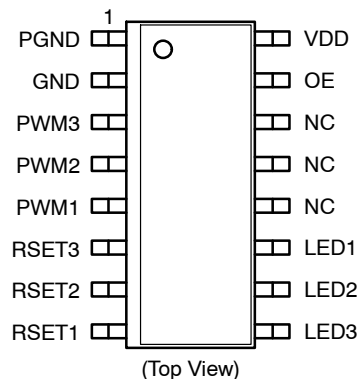 1
PGND VDD
GND OE
PWM3 NC
PWM2 NC
PWM1 NC
RSET3 LED1
RSET2 LED2
RSET1 LED3
(Top View)